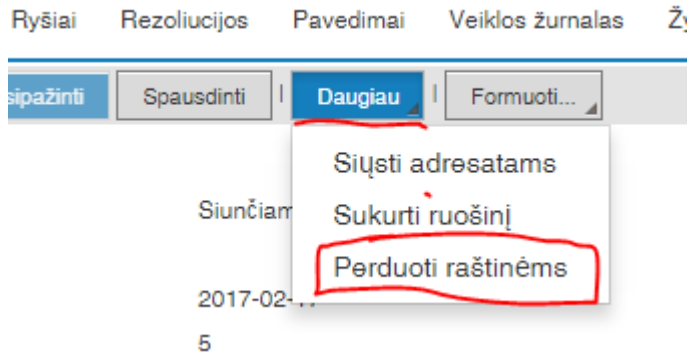 Ryšiai Rezoliucijos Pavedimai Veiklos žurnalas
Spausdinti | Daugiau | Formuoti...
Siųsti adresatams
Sukurti ruošinį
Perduoti raštinėms
5